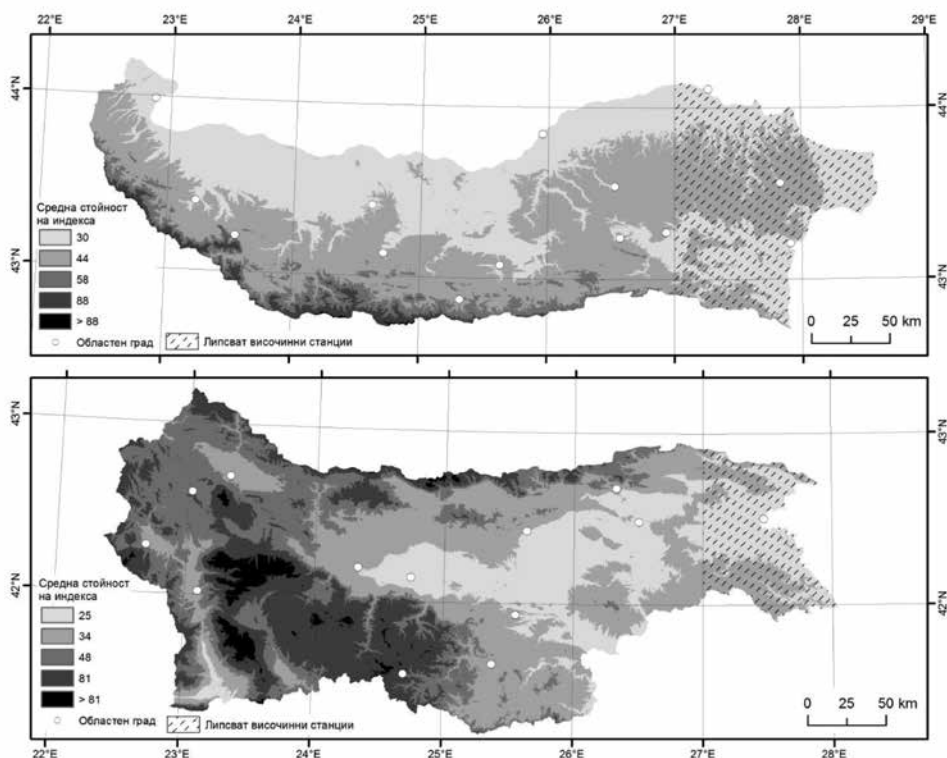 22°E 23°E 24°E 25°E 26°E 27°E 28°E 29°E
44°N 44°N
43°N 43°N
Средна стойност
на индекса
30
44
58
88
> 88
Областен град
Липсват височинни станции
0 25 50 km
43°N 43°N
42°N 42°N
Средна стойност
на индекса
25
34
48
81
> 81
Областен град
Липсват височинни станции
0 25 50 km
22°E 23°E 24°E 25°E 26°E 27°E 28°E